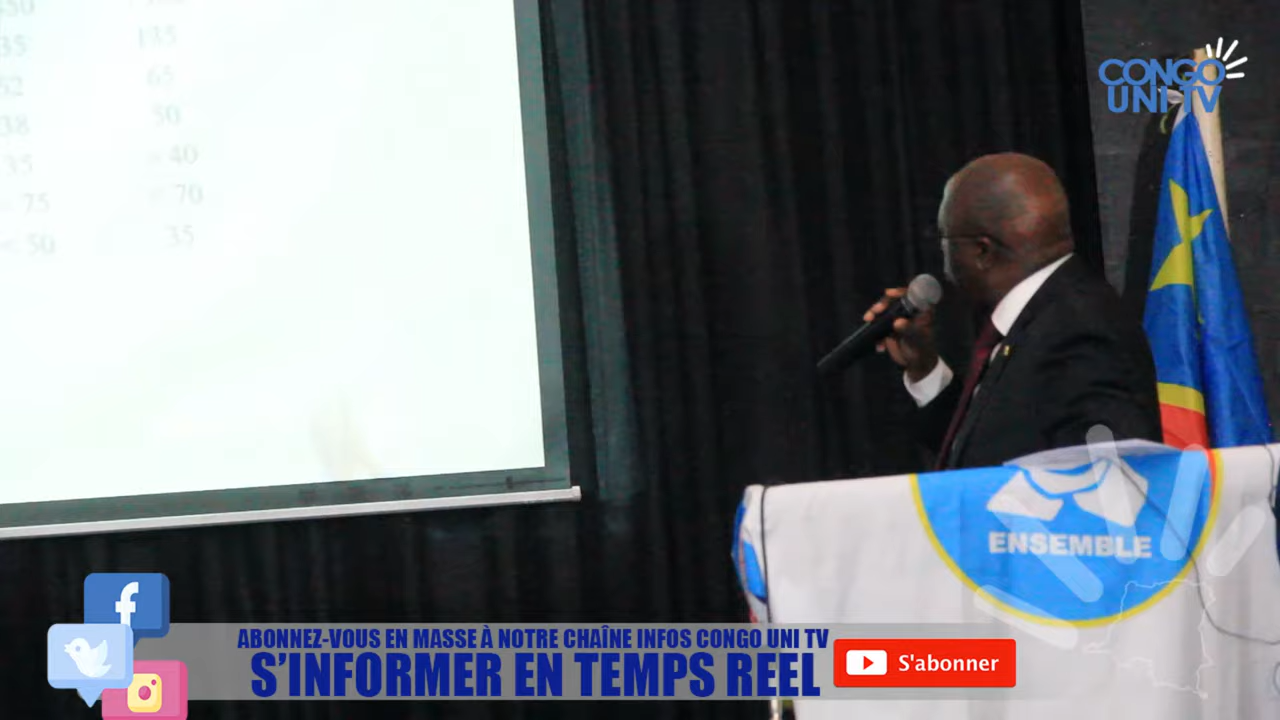 CONGO
UNI TV
35 135
52 65
38 50
35 < 40
< 75 < 70
< 50 35
ENSEMBLE
ABONNEZ-VOUS EN MASSE À NOTRE CHAÎNE INFOS CONGO UNI TV
S'INFORMER EN TEMPS REEL
S'abonner